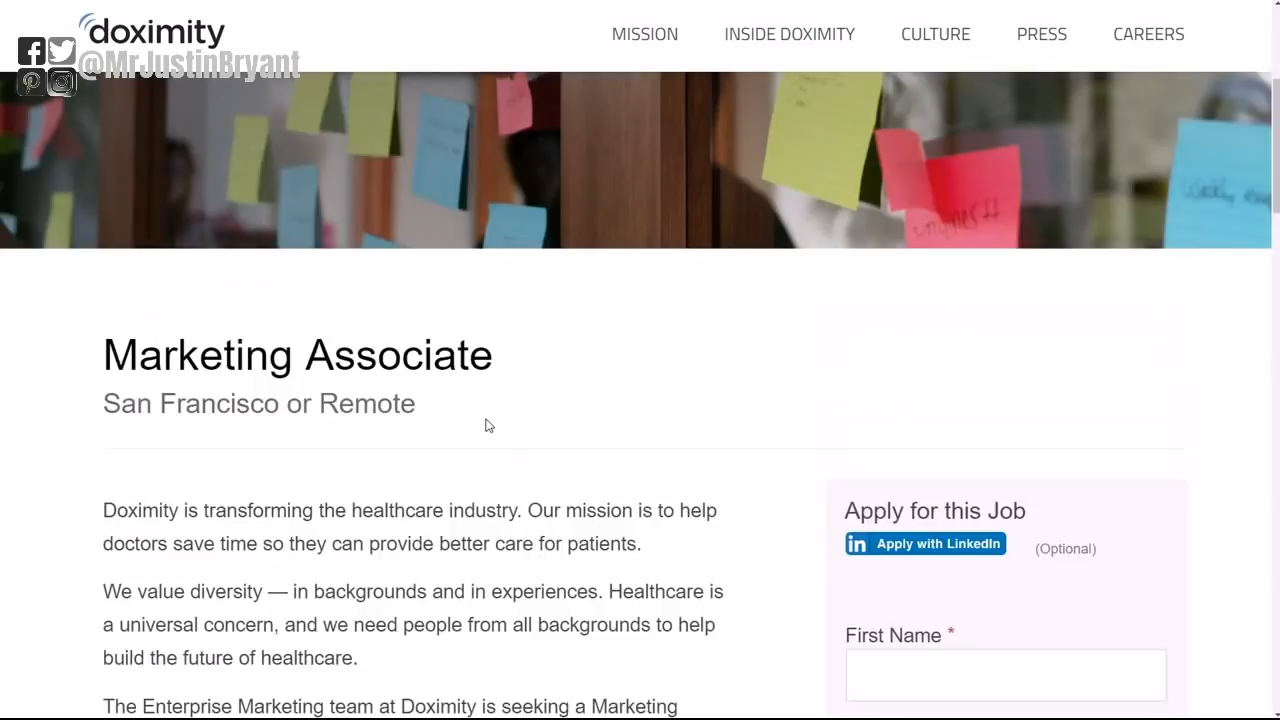 doximity
MISSION INSIDE DOXIMITY CULTURE PRESS CAREERS
@MrJustinBryant
Marketing Associate
San Francisco or Remote
Doximity is transforming the healthcare industry. Our mission is to help
doctors save time so they can provide better care for patients.
We value diversity — in backgrounds and in experiences. Healthcare is
a universal concern, and we need people from all backgrounds to help
build the future of healthcare.
The Enterprise Marketing team at Doximity is seeking a Marketing
Apply for this Job
in Apply with LinkedIn (Optional)
First Name *